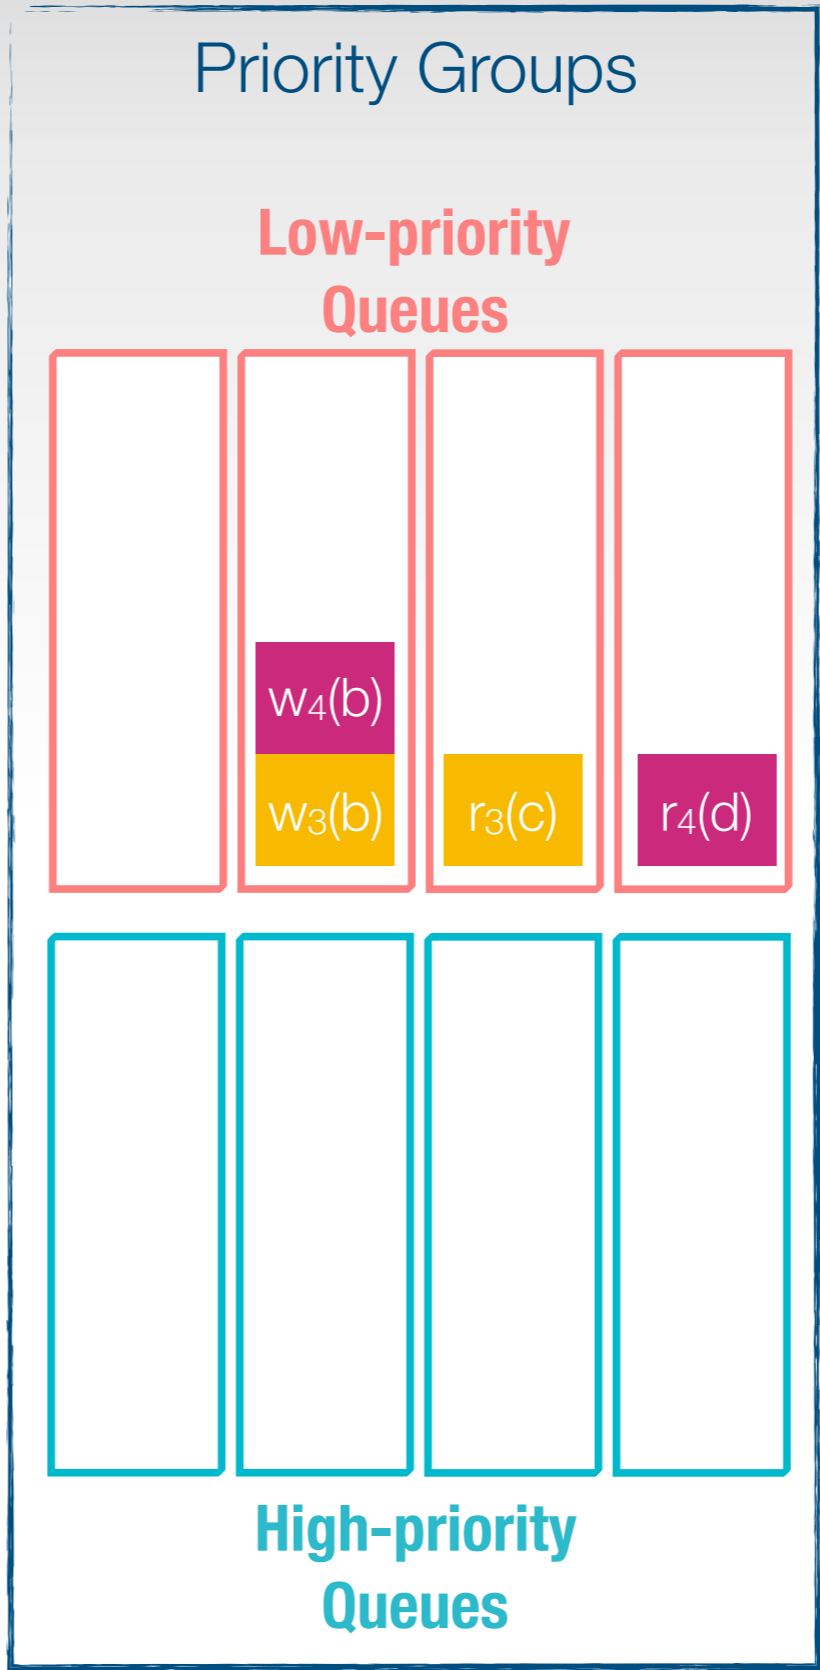 Priority Groups
Low-priority
Queues
w4(b)
w3(b) r3(c) r4(d)
High-priority
Queues